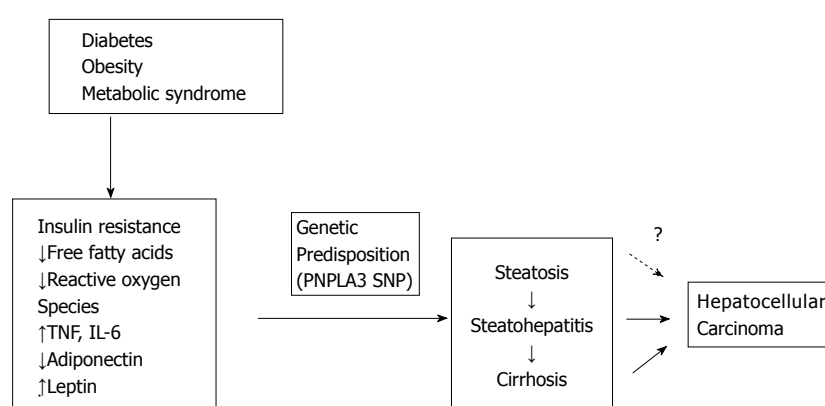 Diabetes
Obesity
Metabolic syndrome
Insulin resistance
↓Free fatty acids
↓Reactive oxygen
Species
↑TNF, IL-6
↓Adiponectin
↑Leptin
Genetic
Predisposition
(PNPLA3 SNP)
Steatosis
↓
Steatohepatitis
↓
Cirrhosis
?
Hepatocellular
Carcinoma